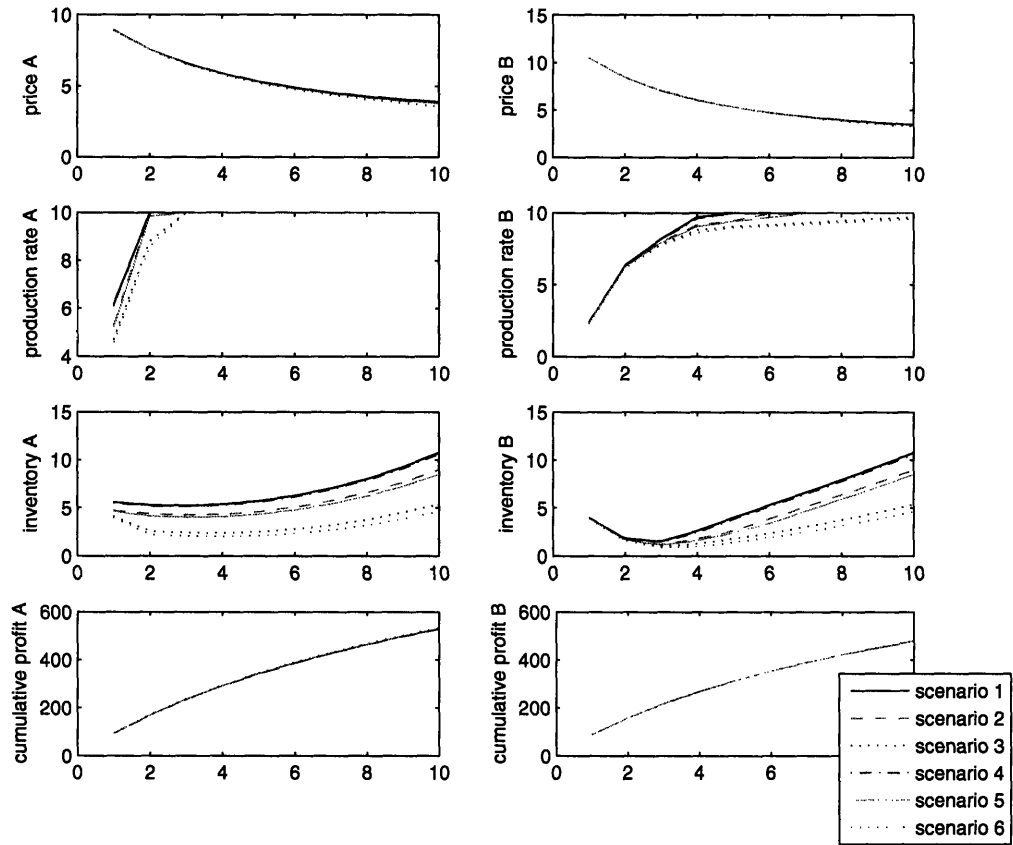 price A
10
5
0
0 2 4 6 8 10
price B
15
10
5
0
0 2 4 6 8 10
production rate A
10
8
6
4
0 2 4 6 8 10
production rate B
10
5
0
0 2 4 6 8 10
inventory A
15
10
5
0
0 2 4 6 8 10
inventory B
15
10
5
0
0 2 4 6 8 10
cumulative profit A
600
400
200
0
0 2 4 6 8 10
cumulative profit B
600
400
200
0
0 2 4 6
scenario 1
scenario 2
scenario 3
scenario 4
scenario 5
scenario 6